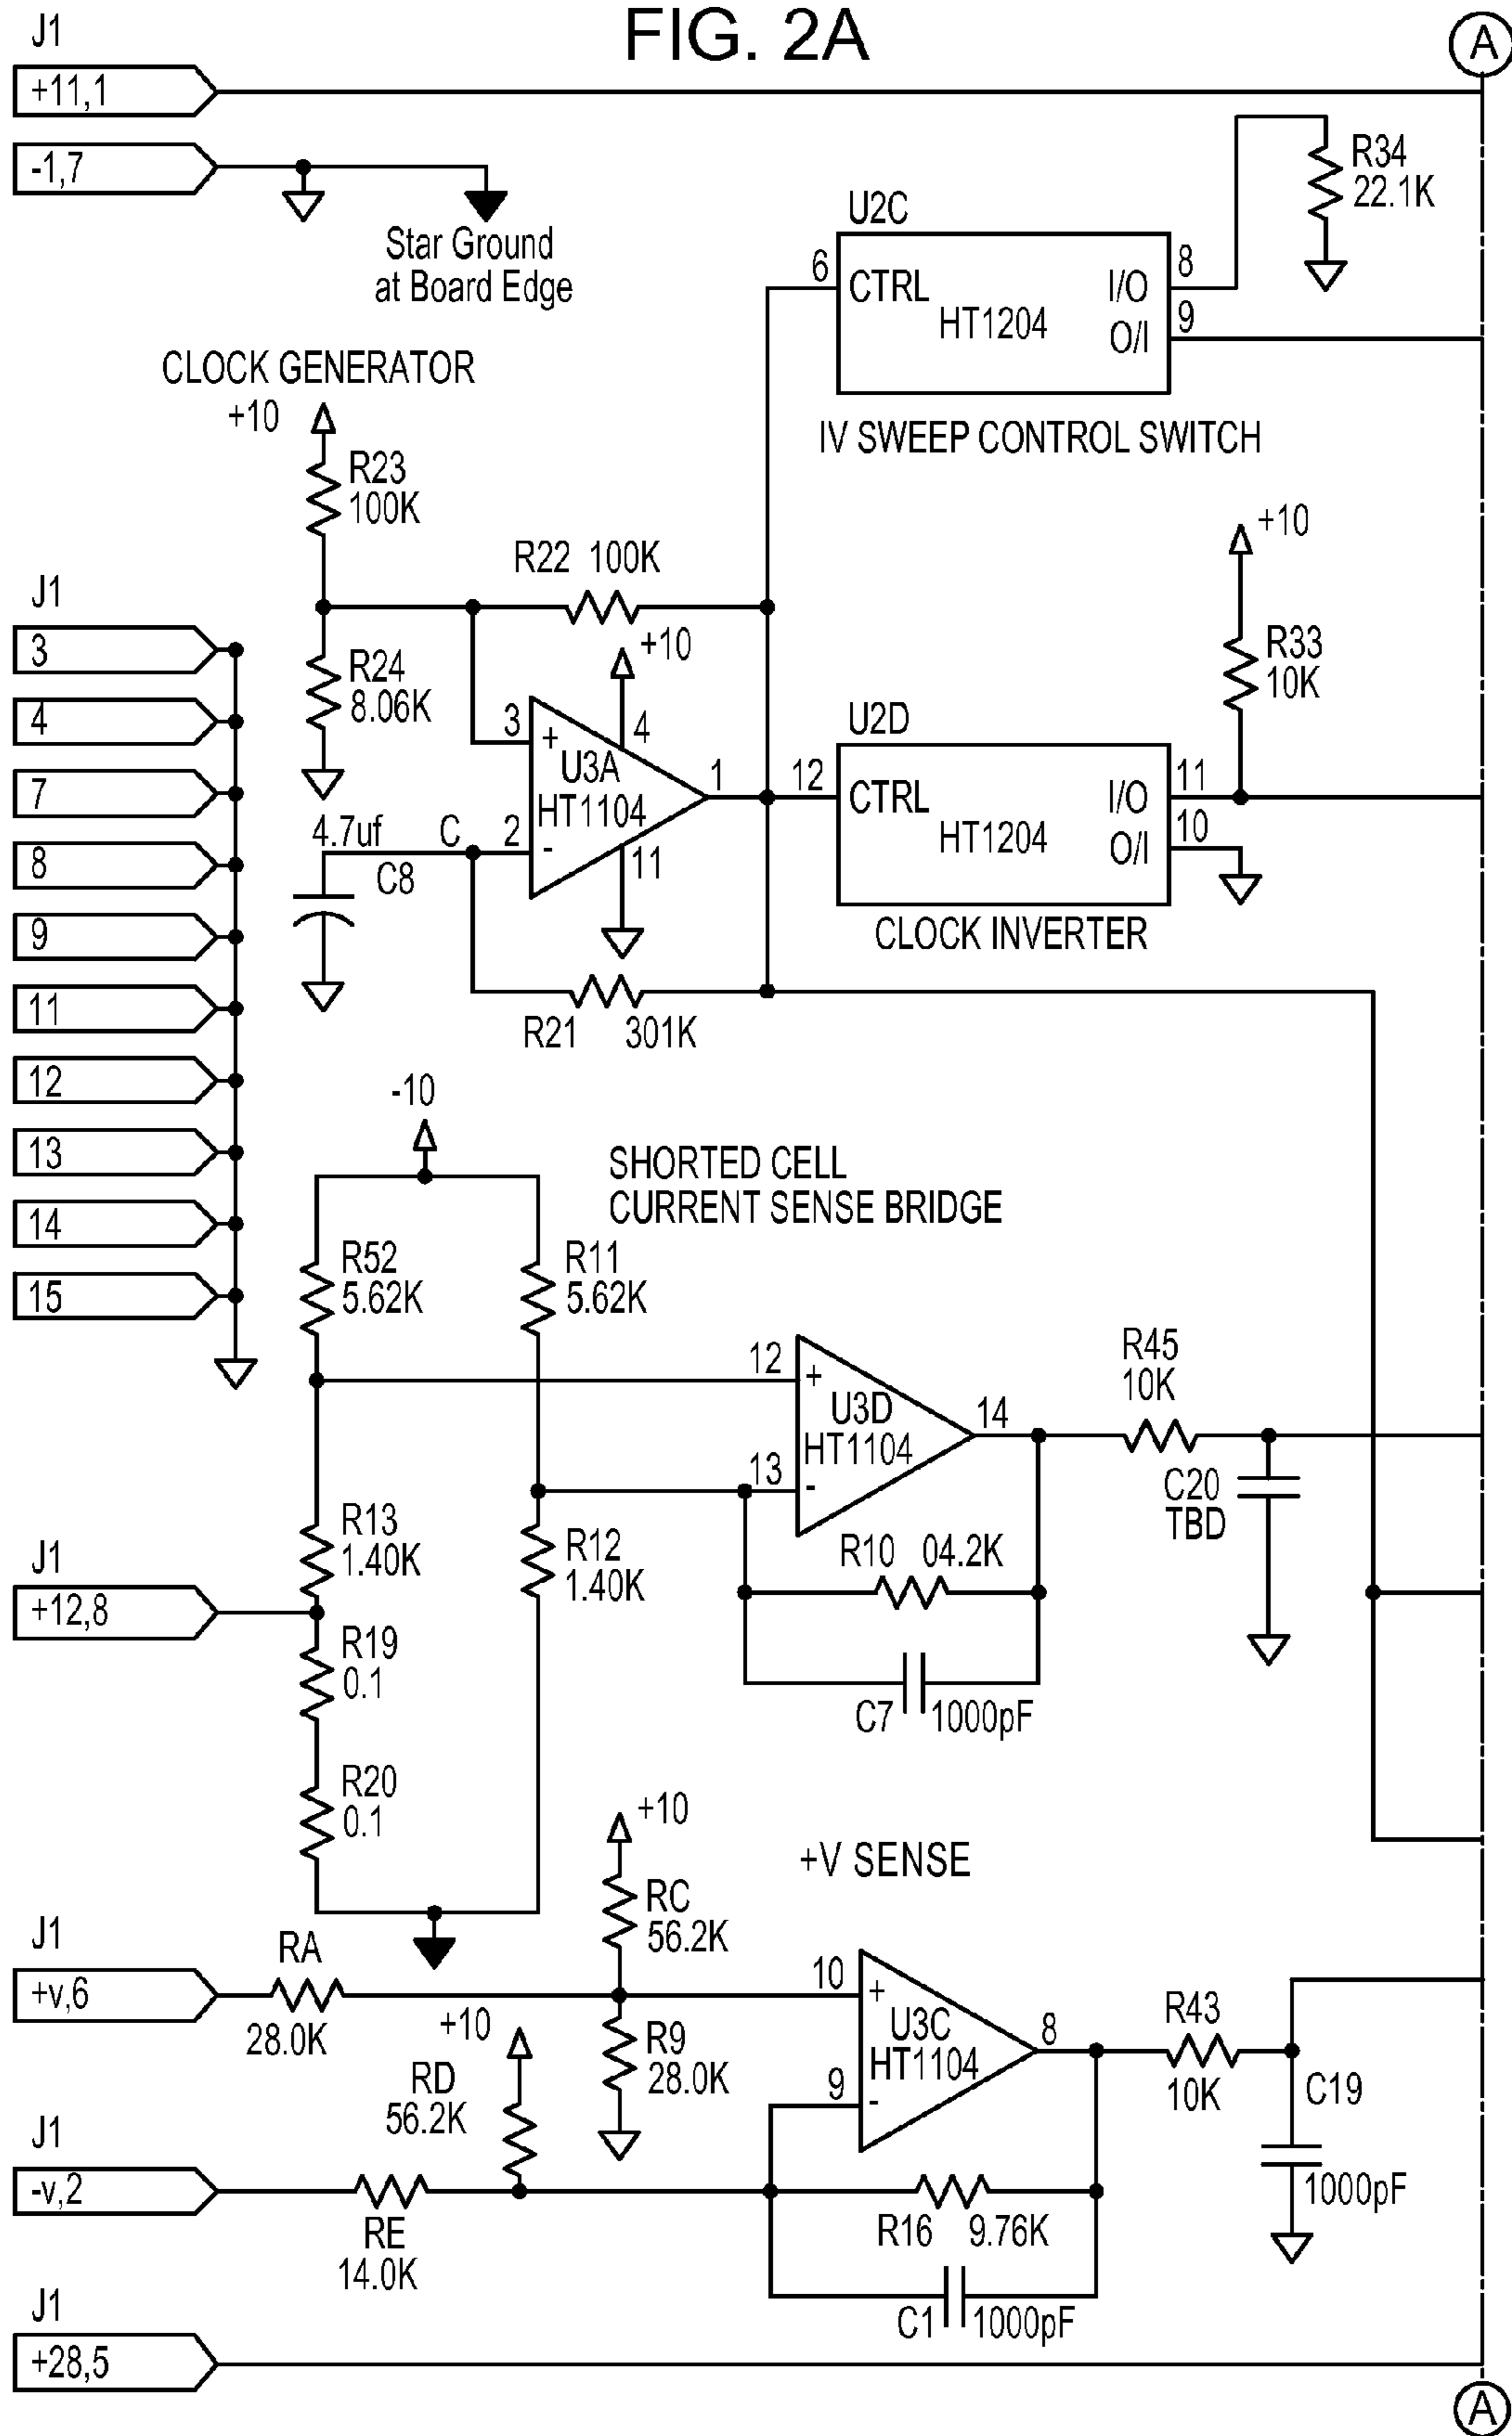 FIG. 2A
A
J1
+11,1
-1,7
Star Ground
at Board Edge
R34
22.1K
U2C
6
CTRL
I/O
8
HT1204
O/I
9
IV SWEEP CONTROL SWITCH
CLOCK GENERATOR
+10
R23
100K
R22 100K
+10
R24
8.06K
3
+
4
U3A
HT1104
1
2
-
11
4.7uf
C
C8
R21 301K
+10
R33
10K
U2D
12
CTRL
I/O
11
HT1204
O/I
10
CLOCK INVERTER
J1
3
4
7
8
9
11
12
13
14
15
-10
SHORTED CELL
CURRENT SENSE BRIDGE
R52
5.62K
R11
5.62K
12
+
U3D
HT1104
14
13
-
R45
10K
C20
TBD
R13
1.40K
R12
1.40K
R10 04.2K
C7 1000pF
J1
+12,8
R19
0.1
R20
0.1
+10
+V SENSE
RC
56.2K
J1
+v,6
RA
28.0K
+10
RD
56.2K
R9
28.0K
10
+
U3C
HT1104
8
9
-
R43
10K
C19
1000pF
J1
-v,2
RE
14.0K
R16 9.76K
C1 1000pF
J1
+28,5
A